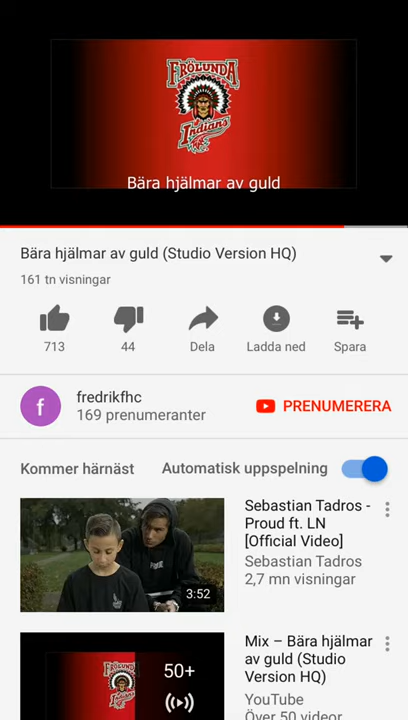 FRÖLUNDA
Indians
Bära hjälmar av guld
Bära hjälmar av guld (Studio Version HQ)
161 tn visningar
713
44
Dela
Ladda ned
Spara
f
fredrikfhc
169 prenumeranter
PRENUMERERA
Kommer härnäst
Automatisk uppspelning
3:52
Sebastian Tadros -
Proud ft. LN
[Official Video]
Sebastian Tadros
2,7 mn visningar
FRÖLUNDA
50+
Mix – Bära hjälmar
av guld (Studio
Version HQ)
YouTube
Över 50 videor